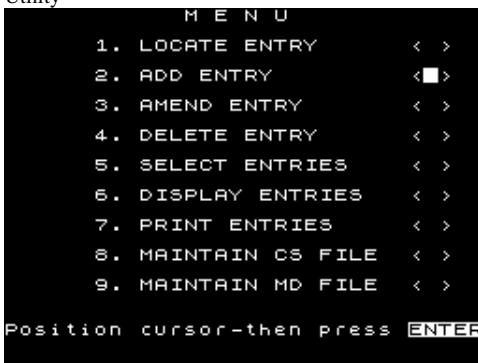 Utility
M E N U
1. LOCATE ENTRY < >
2. ADD ENTRY < >
3. AMEND ENTRY < >
4. DELETE ENTRY < >
5. SELECT ENTRIES < >
6. DISPLAY ENTRIES < >
7. PRINT ENTRIES < >
8. MAINTAIN CS FILE < >
9. MAINTAIN MD FILE < >
Position cursor-then press ENTER